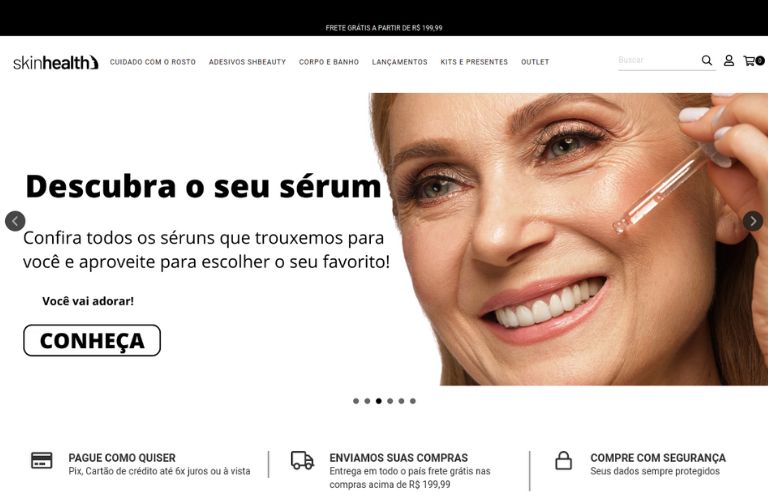 FRETE GRÁTIS A PARTIR DE R$ 199,99
skinhealth
CUIDADO COM O ROSTO ADESIVOS SHBEAUTY CORPO E BANHO LANÇAMENTOS KITS E PRESENTES OUTLET
Buscar
0
Descubra o seu sérum
Confira todos os séruns que trouxemos para
você e aproveite para escolher o seu favorito!
Você vai adorar!
CONHEÇA
PAGUE COMO QUISER
Pix, Cartão de crédito até 6x juros ou à vista
ENVIAMOS SUAS COMPRAS
Entrega em todo o país frete grátis nas
compras acima de R$ 199,99
COMPRE COM SEGURANÇA
Seus dados sempre protegidos